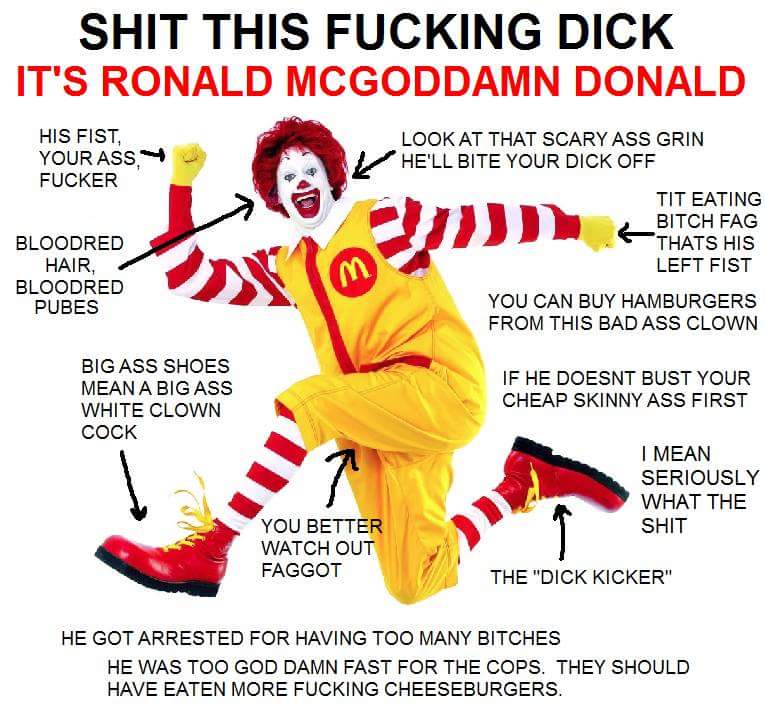 SHIT THIS FUCKING DICK
IT'S RONALD MCGODDAMN DONALD
HIS FIST,
YOUR ASS,
FUCKER
LOOK AT THAT SCARY ASS GRIN
HE'LL BITE YOUR DICK OFF
TIT EATING
BITCH FAG
THATS HIS
LEFT FIST
BLOODRED
HAIR,
BLOODRED
PUBES
M
YOU CAN BUY HAMBURGERS
FROM THIS BAD ASS CLOWN
BIG ASS SHOES
MEAN A BIG ASS
WHITE CLOWN
COCK
IF HE DOESNT BUST YOUR
CHEAP SKINNY ASS FIRST
I MEAN
SERIOUSLY
WHAT THE
SHIT
YOU BETTER
WATCH OUT
FAGGOT
THE "DICK KICKER"
HE GOT ARRESTED FOR HAVING TOO MANY BITCHES
HE WAS TOO GOD DAMN FAST FOR THE COPS. THEY SHOULD
HAVE EATEN MORE FUCKING CHEESEBURGERS.